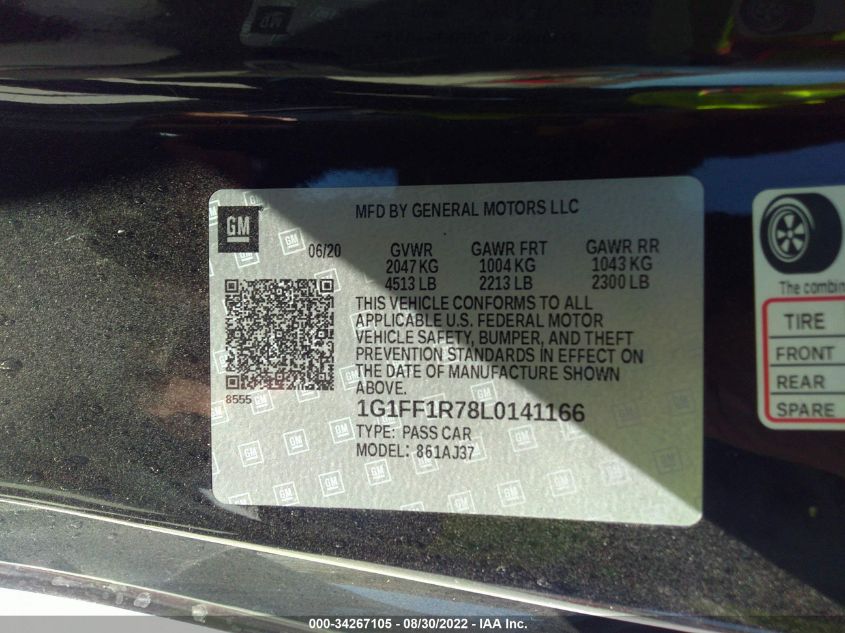 GM
MFD BY GENERAL MOTORS LLC
06/20 GVWR GAWR FRT GAWR RR
2047 KG 1004 KG 1043 KG
4513 LB 2213 LB 2300 LB
THIS VEHICLE CONFORMS TO ALL
APPLICABLE U.S. FEDERAL MOTOR
VEHICLE SAFETY, BUMPER, AND THEFT
PREVENTION STANDARDS IN EFFECT ON
THE DATE OF MANUFACTURE SHOWN
ABOVE.
8555
1G1FF1R78L0141166
TYPE: PASS CAR
MODEL: 861AJ37
The combin
TIRE
FRONT
REAR
SPARE
000-34267105 - 08/30/2022 - IAA Inc.